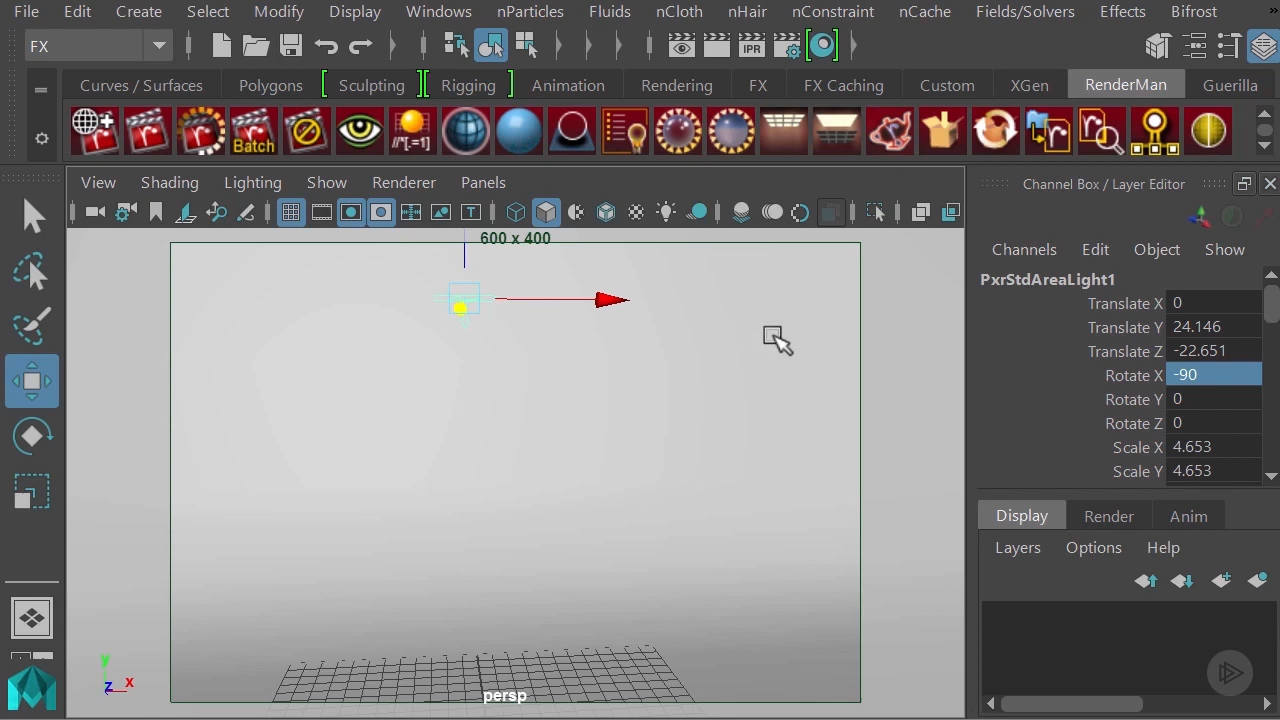 File Edit Create Select Modify Display Windows nParticles Fluids nCloth nHair nConstraint nCache Fields/Solvers Effects Bifrost »
FX
IPR
Curves / Surfaces Polygons Sculpting Rigging Animation Rendering FX FX Caching Custom XGen RenderMan Guerilla
Batch //*[.=1]
View Shading Lighting Show Renderer Panels
Channel Box / Layer Editor
600 x 400
Channels Edit Object Show
PxrStdAreaLight1
Translate X 0
Translate Y 24.146
Translate Z -22.651
Rotate X -90
Rotate Y 0
Rotate Z 0
Scale X 4.653
Scale Y 4.653
Display Render Anim
Layers Options Help
y
z x
persp